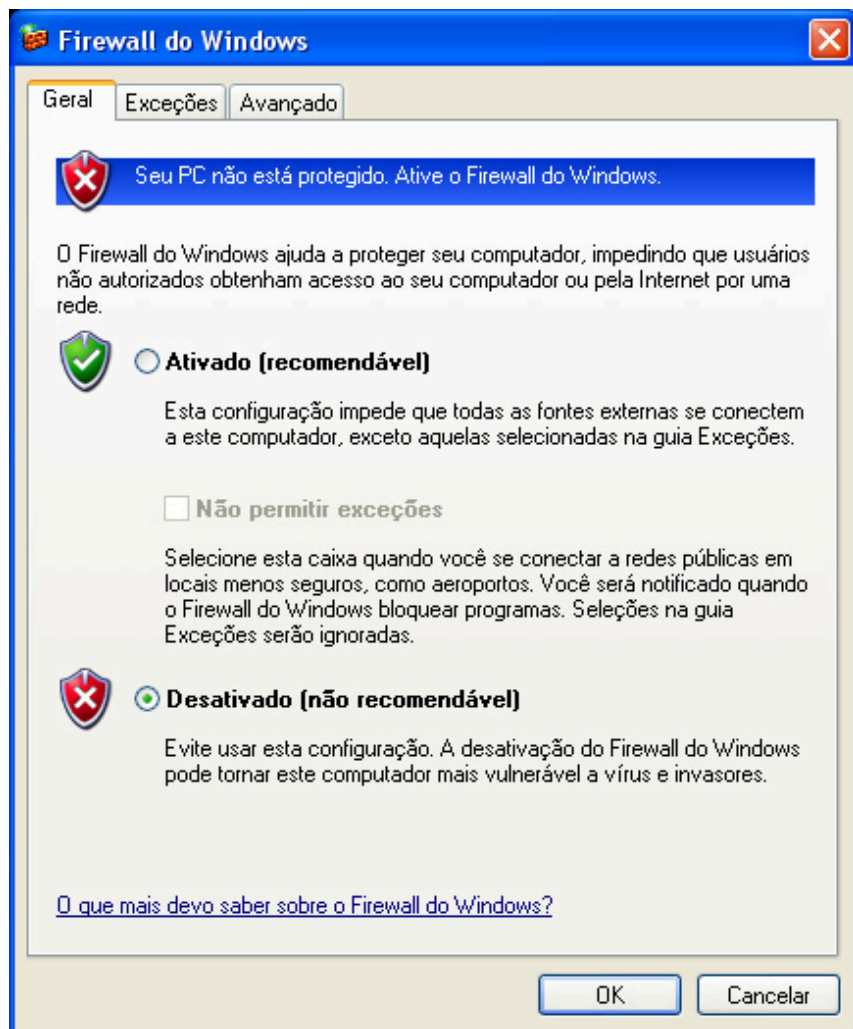 Firewall do Windows
Geral
Exceções
Avançado
Seu PC não está protegido. Ative o Firewall do Windows.
O Firewall do Windows ajuda a proteger seu computador, impedindo que usuários
não autorizados obtenham acesso ao seu computador ou pela Internet por uma
rede.
Ativado (recomendável)
Esta configuração impede que todas as fontes externas se conectem
a este computador, exceto aquelas selecionadas na guia Exceções.
Não permitir exceções
Selecione esta caixa quando você se conectar a redes públicas em
locais menos seguros, como aeroportos. Você será notificado quando
o Firewall do Windows bloquear programas. Seleções na guia
Exceções serão ignoradas.
Desativado (não recomendável)
Evite usar esta configuração. A desativação do Firewall do Windows
pode tornar este computador mais vulnerável a vírus e invasores.
O que mais devo saber sobre o Firewall do Windows?
OK
Cancelar